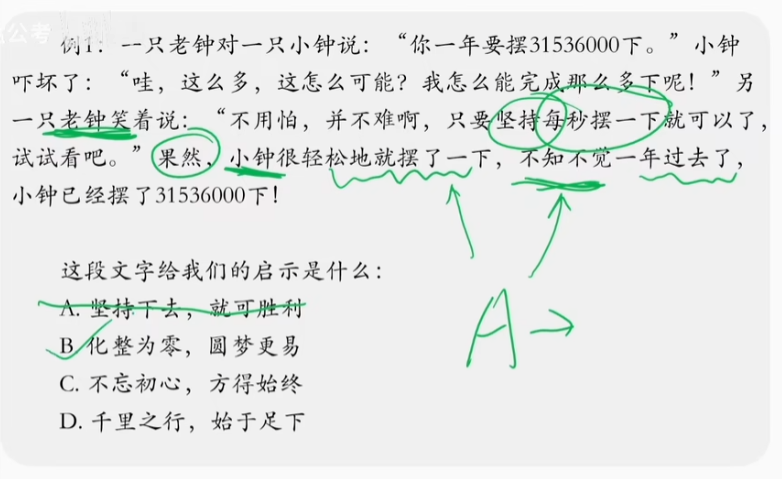 公考
例1：一只老钟对一只小钟说：“你一年要摆31536000下。”小钟
吓坏了：“哇，这么多，这怎么可能？我怎么能完成那么多下呢！”另
一只老钟笑着说：“不用怕，并不难啊，只要坚持每秒摆一下就可以了，
试试看吧。”果然，小钟很轻松地就摆了一下，不知不觉一年过去了，
小钟已经摆了31536000下！
这段文字给我们的启示是什么：
A. 坚持下去，就可胜利
B. 化整为零，圆梦更易
C. 不忘初心，方得始终
D. 千里之行，始于足下
A→